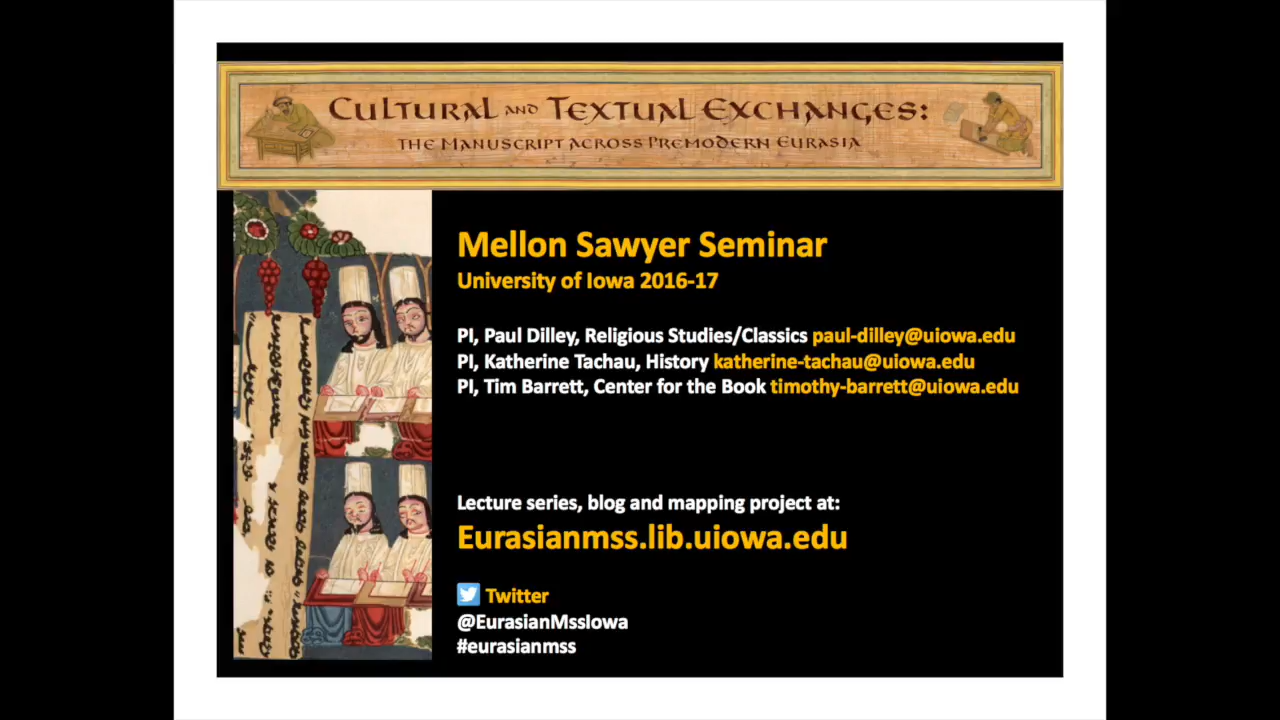 CULTURAL AND TEXTUAL EXCHANGES:
THE MANUSCRIPT ACROSS PREMODERN EURASIA
Mellon Sawyer Seminar
University of Iowa 2016-17
PI, Paul Dilley, Religious Studies/Classics paul-dilley@uiowa.edu
PI, Katherine Tachau, History katherine-tachau@uiowa.edu
PI, Tim Barrett, Center for the Book timothy-barrett@uiowa.edu
Lecture series, blog and mapping project at:
Eurasianmss.lib.uiowa.edu
Twitter
@EurasianMssIowa
#eurasianmss